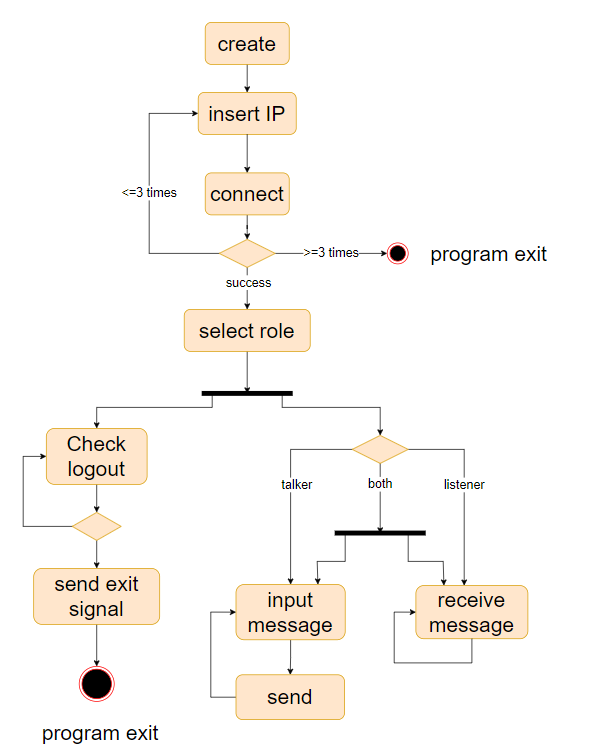 create
insert IP
<=3 times
connect
>=3 times
program exit
success
select role
Check
logout
talker
both
listener
send exit
signal
input
message
receive
message
send
program exit